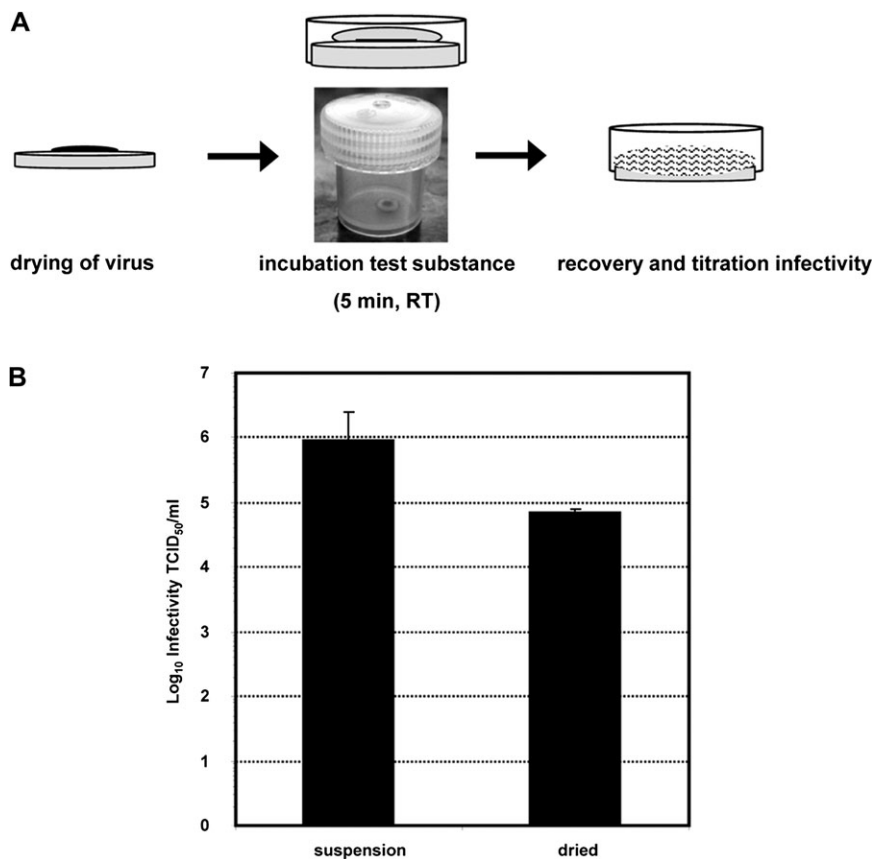 A
drying of virus
incubation test substance
(5 min, RT)
recovery and titration infectivity
B
Log₁₀ Infectivity TCID₅₀/ml
7
6
5
4
3
2
1
0
suspension
dried